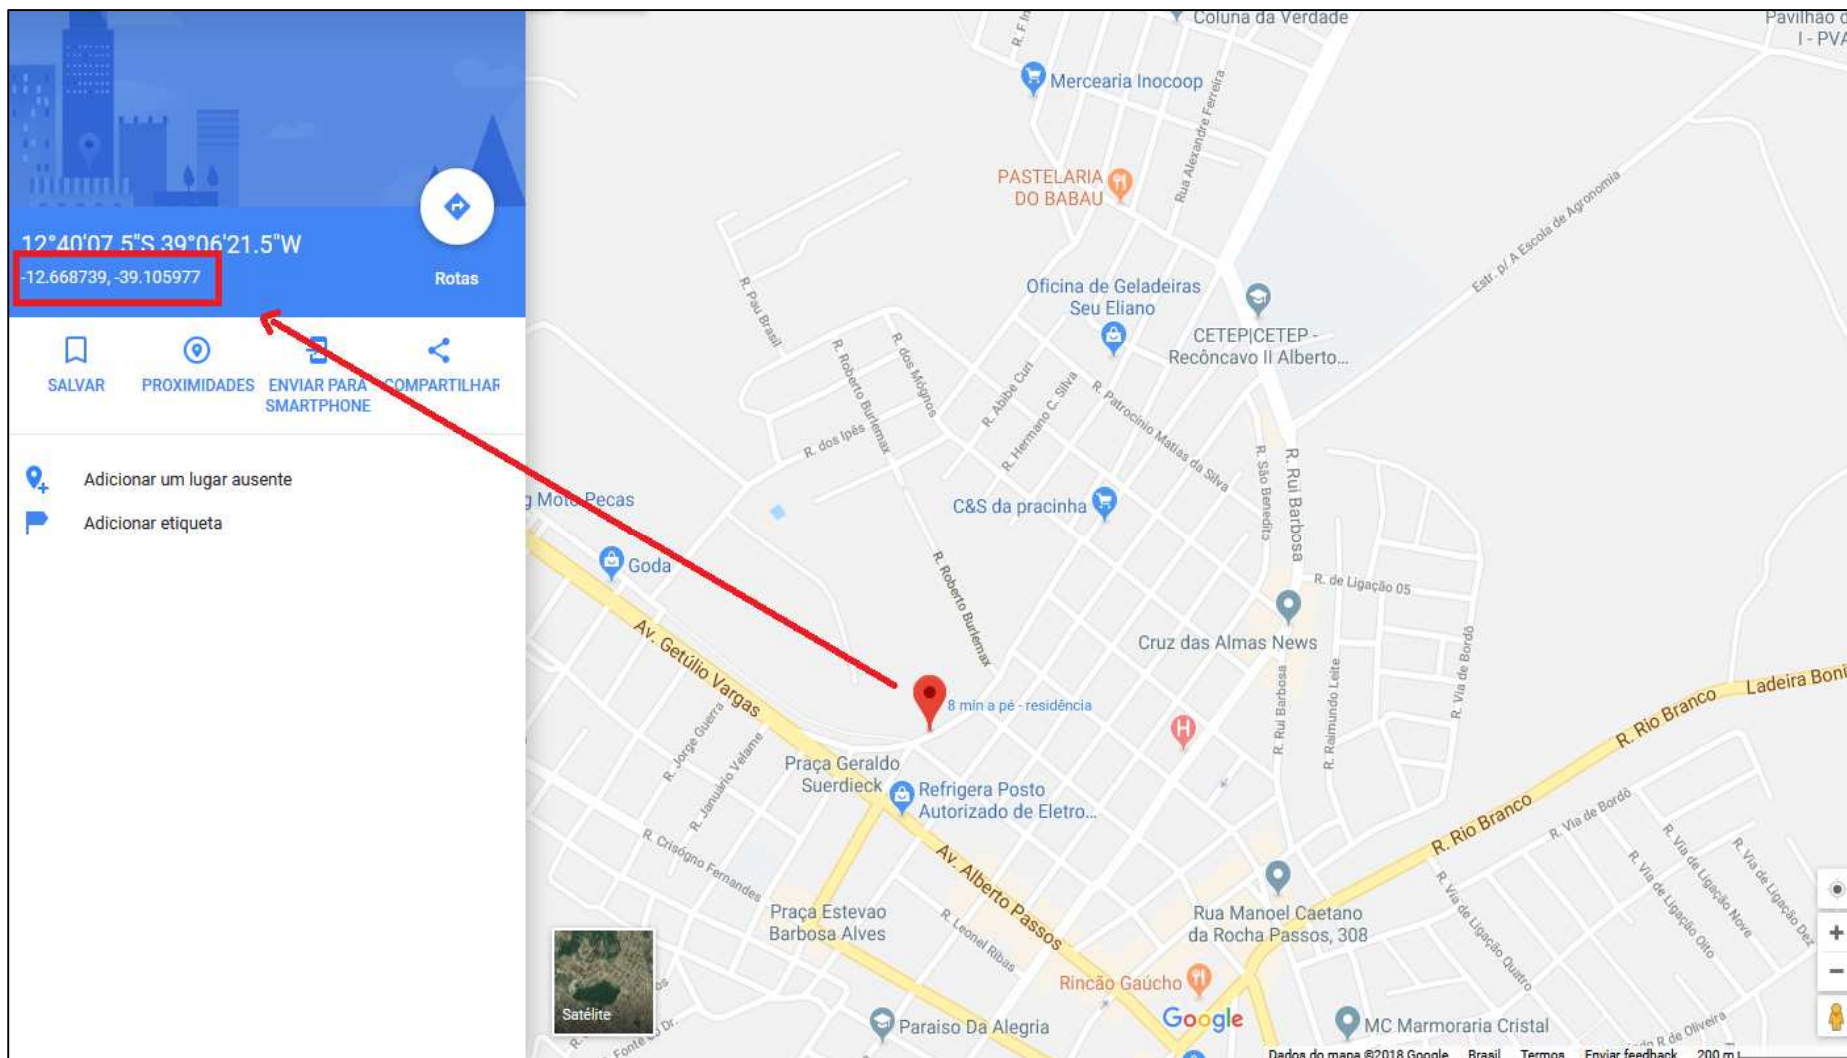 12°40'07.5"S 39°06'21.5"W
-12.668739, -39.105977
Rotas
SALVAR
PROXIMIDADES
ENVIAR PARA
SMARTPHONE
COMPARTILHAR
Adicionar um lugar ausente
Adicionar etiqueta
Coluna da Verdade
Pavilhão d
I - PVA
Mercearia Inocoop
Rua Alexandre Ferreira
PASTELARIA
DO BABAU
Estr. p/ A Escola de Agronomia
Oficina de Geladeiras
Seu Eliano
CETEP|CETEP -
Recôncavo II Alberto...
R. Pau Brasil
R. Roberto Burlemax
R. dos Mógnos
R. Abibe Curi
R. Hermano C. Silva
R. Patrocínio Matias da Silva
R. dos Ipês
R. São Benedito
R. Rui Barbosa
g Moto Peças
C&S da pracinha
Goda
R. Roberto Burlemax
R. de Ligação 05
Av. Getúlio Vargas
Cruz das Almas News
R. Via de Bordô
R. Raimundo Leite
R. Rui Barbosa
8 min a pé - residência
H
Ladeira Boni
R. Rio Branco
R. Jorge Guerra
R. Januário Velame
Praça Geraldo
Suerdieck
Refrigera Posto
Autorizado de Eletro...
R. Crisógno Fernandes
Av. Alberto Passos
R. Rio Branco
R. Via de Bordô
R. Via de Ligação Dez
R. Via de Ligação Nove
R. Via de Ligação Oito
R. Via de Ligação Quatro
Praça Estevao
Barbosa Alves
R. Leonel Ribas
Rua Manoel Caetano
da Rocha Passos, 308
Rincão Gaúcho
Satélite
Google
Paraiso Da Alegria
MC Marmoraria Cristal
R de Oliveira
Dados do mapa ©2018 Google Brasil Termos Enviar feedback 200 m